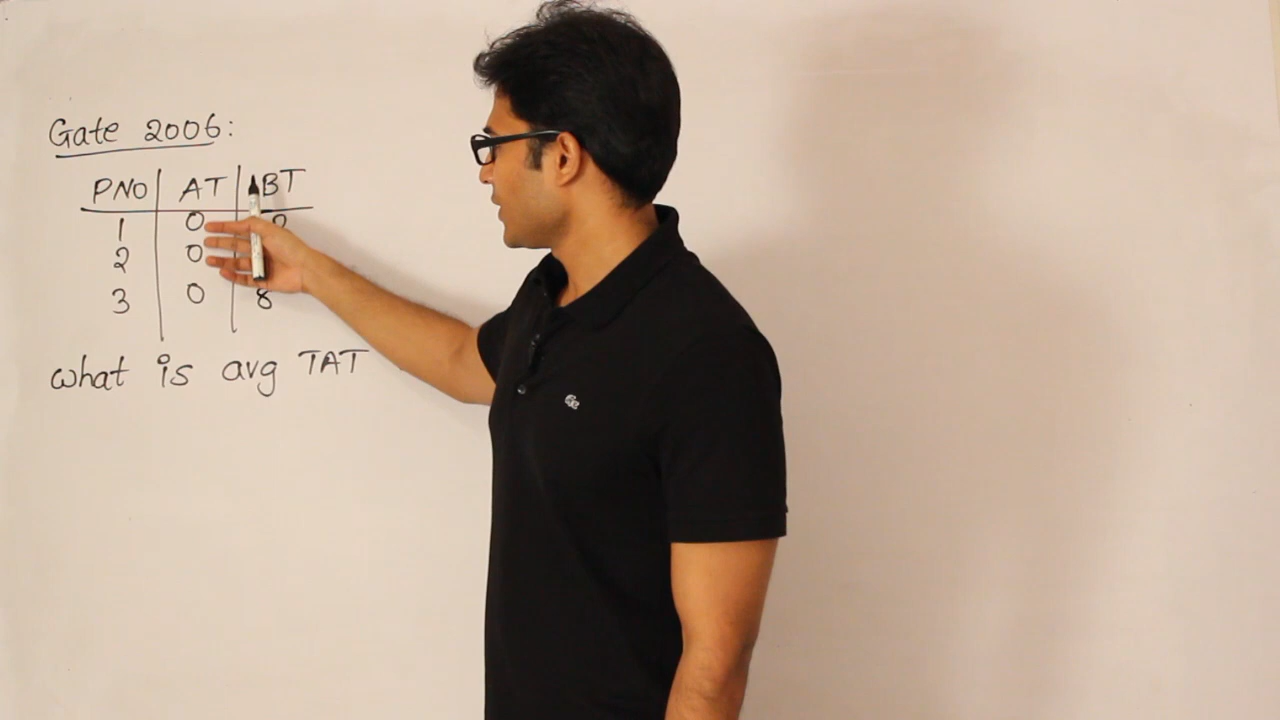 Gate 2006:
PNO AT BT
1 0
2 0
3 0 8
what is avg TAT